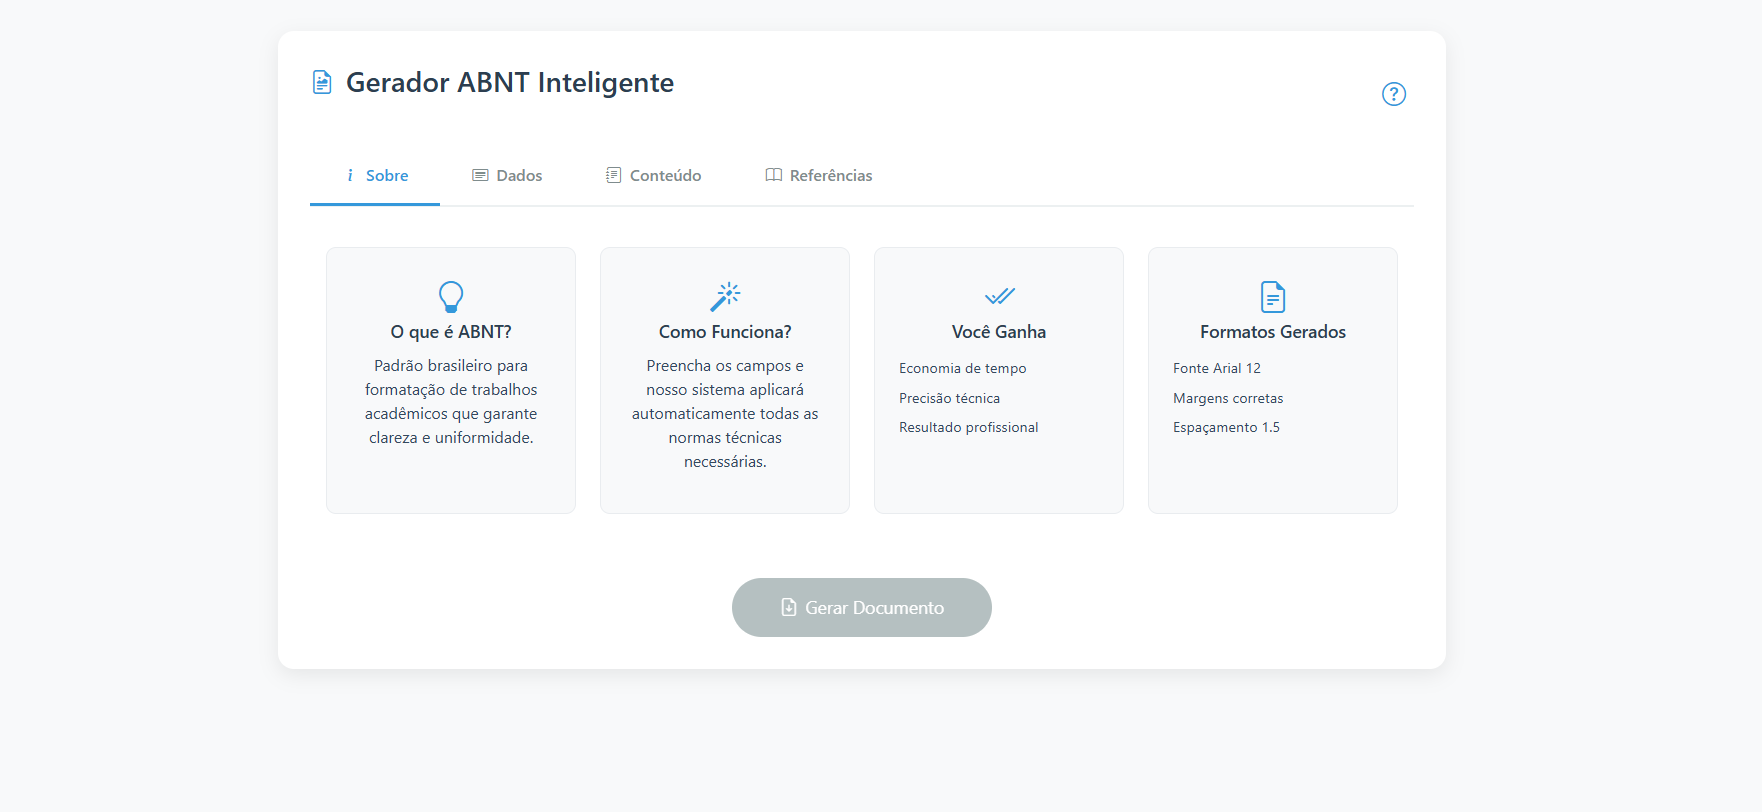 Gerador ABNT Inteligente
?
i Sobre
Dados
Conteúdo
Referências
O que é ABNT?
Padrão brasileiro para
formatação de trabalhos
acadêmicos que garante
clareza e uniformidade.
Como Funciona?
Preencha os campos e
nosso sistema aplicará
automaticamente todas as
normas técnicas
necessárias.
Você Ganha
Economia de tempo
Precisão técnica
Resultado profissional
Formatos Gerados
Fonte Arial 12
Margens corretas
Espaçamento 1.5
Gerar Documento